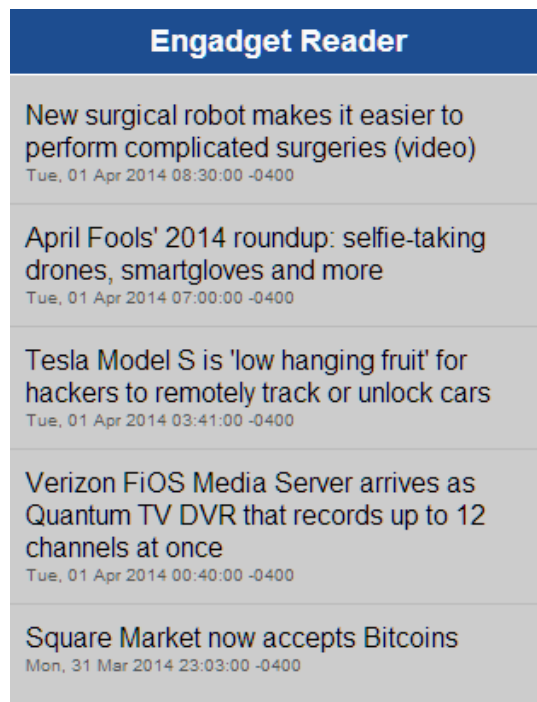 Engadget Reader
New surgical robot makes it easier to
perform complicated surgeries (video)
Tue, 01 Apr 2014 08:30:00 -0400
April Fools' 2014 roundup: selfie-taking
drones, smartgloves and more
Tue, 01 Apr 2014 07:00:00 -0400
Tesla Model S is 'low hanging fruit' for
hackers to remotely track or unlock cars
Tue, 01 Apr 2014 03:41:00 -0400
Verizon FiOS Media Server arrives as
Quantum TV DVR that records up to 12
channels at once
Tue, 01 Apr 2014 00:40:00 -0400
Square Market now accepts Bitcoins
Mon, 31 Mar 2014 23:03:00 -0400